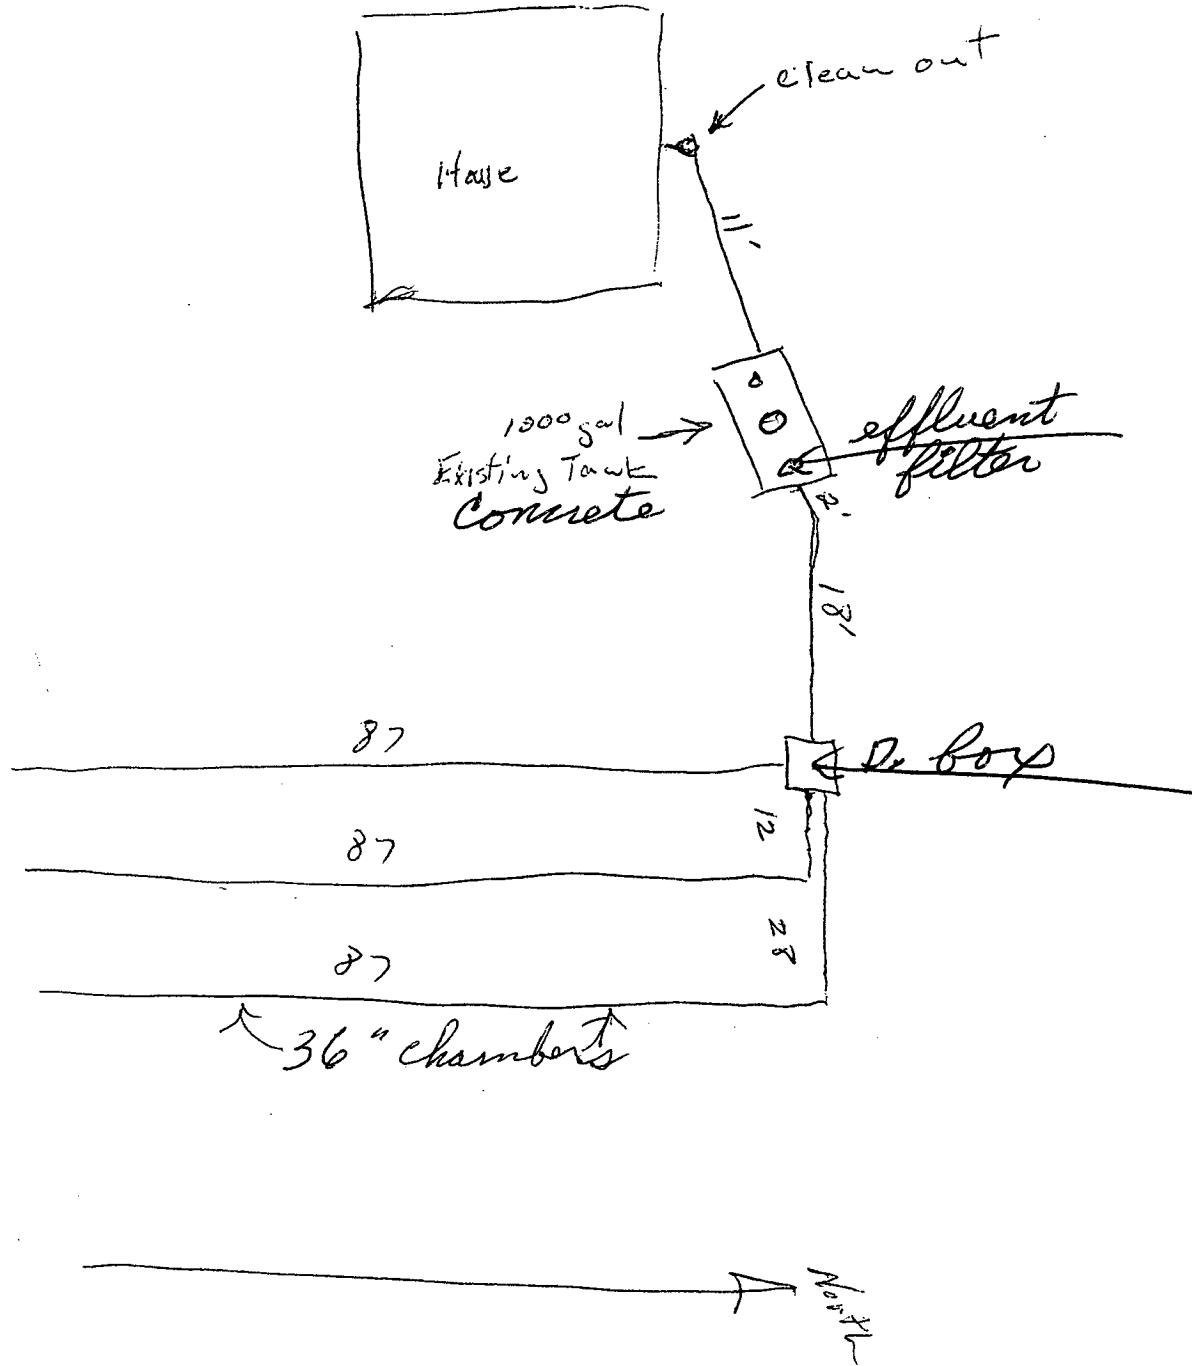 clean out
House
11'
1000 gal
Existing Tank
Concrete
effluent
filter
2'
18'
87
D. box
12
87
28
87
36" chambers
North